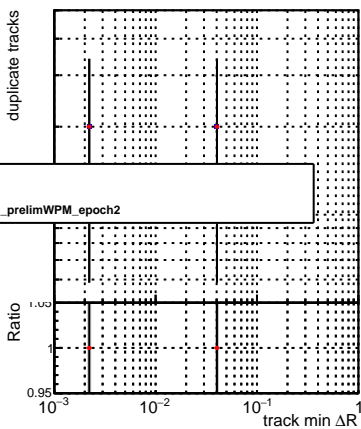 duplicate tracks
_prelimWPM_epoch2
1.05
Ratio
1
0.95
10⁻³ 10⁻² 10⁻¹ 1
track min ΔR